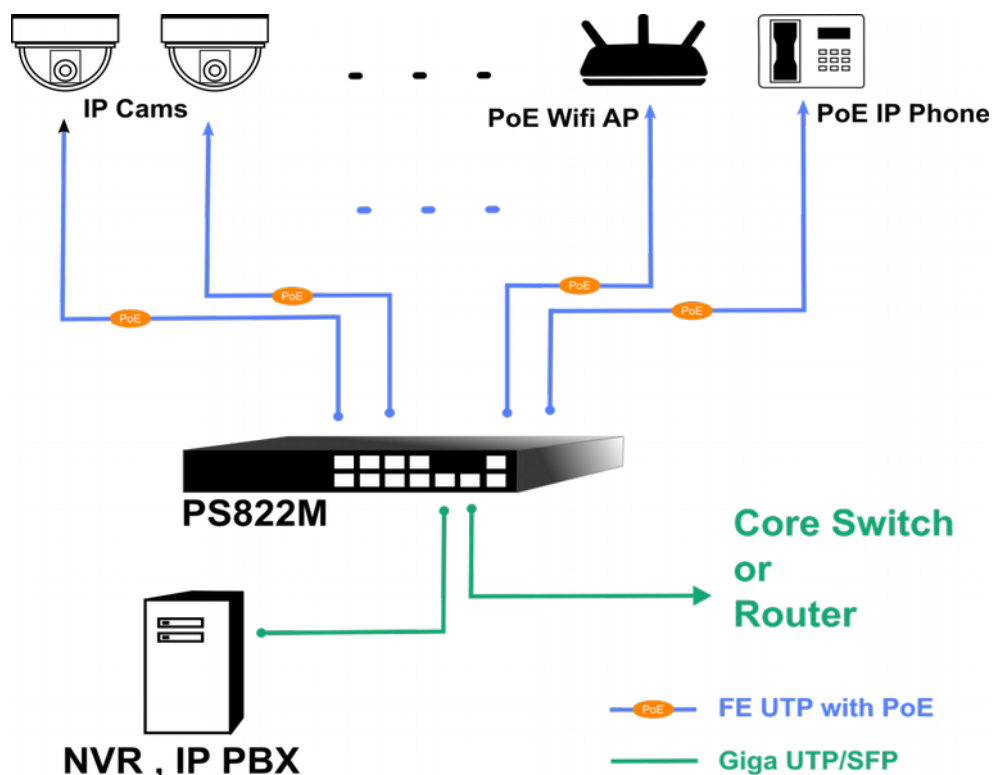 IP Cams
PoE Wifi AP
PoE IP Phone
PoE
PoE
PoE
PoE
PS822M
Core Switch
or
Router
NVR , IP PBX
PoE FE UTP with PoE
Giga UTP/SFP